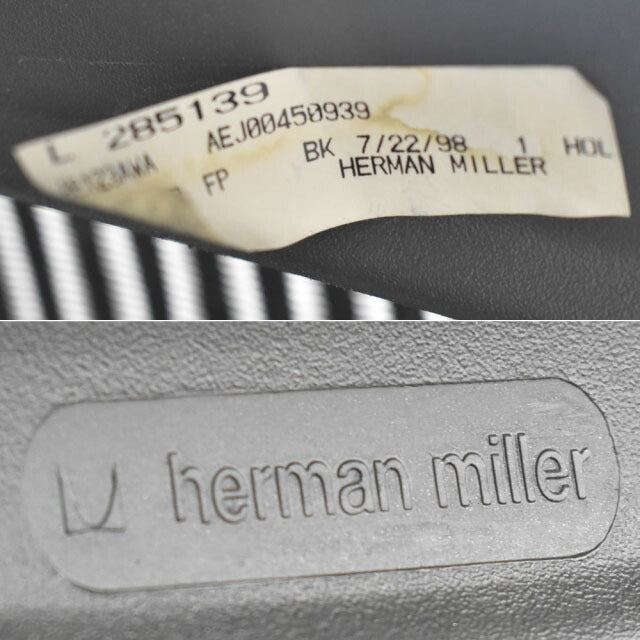 L 285139
AEJ00450939
BK 7/22/98 1 HOL
FP HERMAN MILLER
herman miller